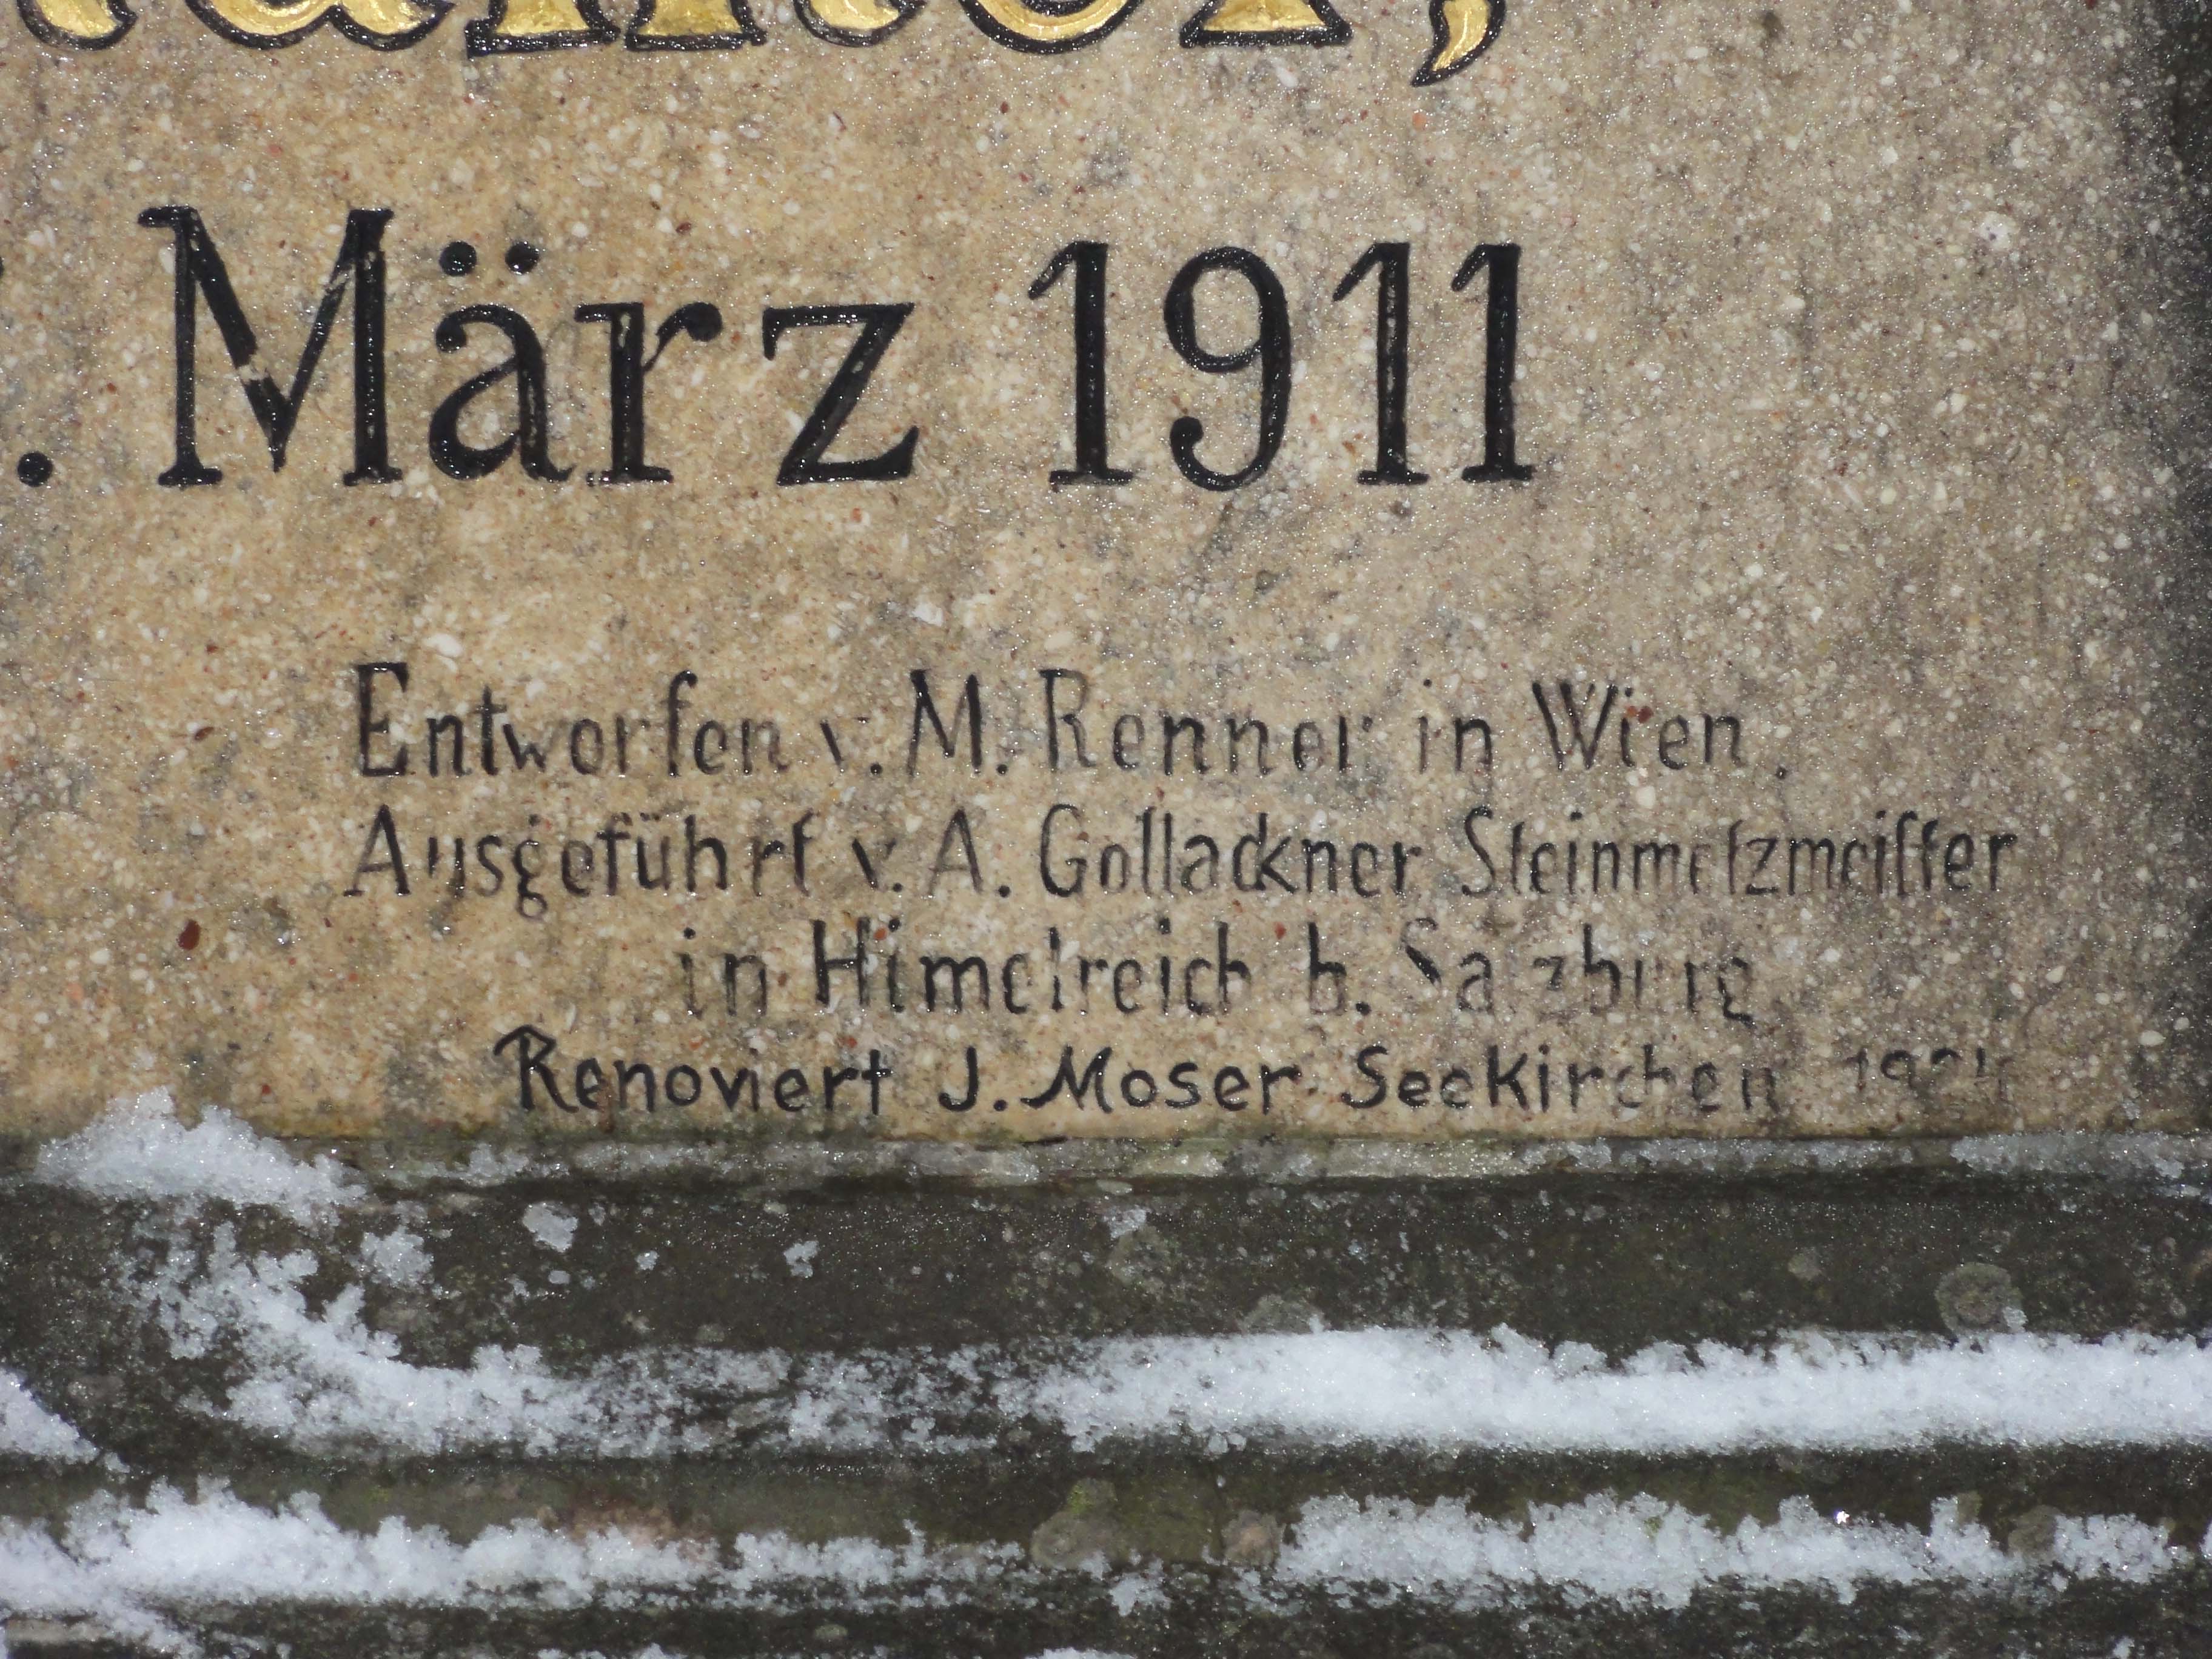 . März 1911
Entworfen v. M. Renner in Wien.
Ausgeführt v. A. Gollackner Steinmetzmeiſter
in Himelreich b. Salzburg
Renoviert J. Moser Seekirchen